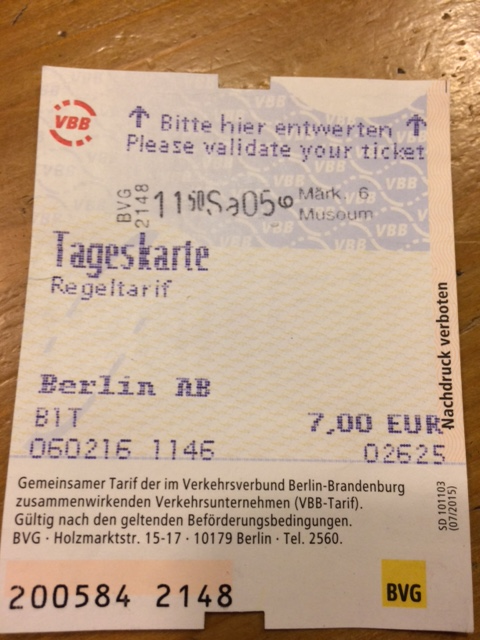 VBB
↑ Bitte hier entwerten ↑
Please validate your ticket
BVG
2148
Märk. 6
Museum
Tageskarte
Regeltarif
Berlin AB
B1T 7,00 EUR
060216 1146 02625
Nachdruck verboten
Gemeinsamer Tarif der im Verkehrsverbund Berlin-Brandenburg
zusammenwirkenden Verkehrsunternehmen (VBB-Tarif).
Gültig nach den geltenden Beförderungsbedingungen.
BVG · Holzmarktstr. 15-17 · 10179 Berlin · Tel. 2560.
SD 101103
(07/2015)
200584 2148
BVG